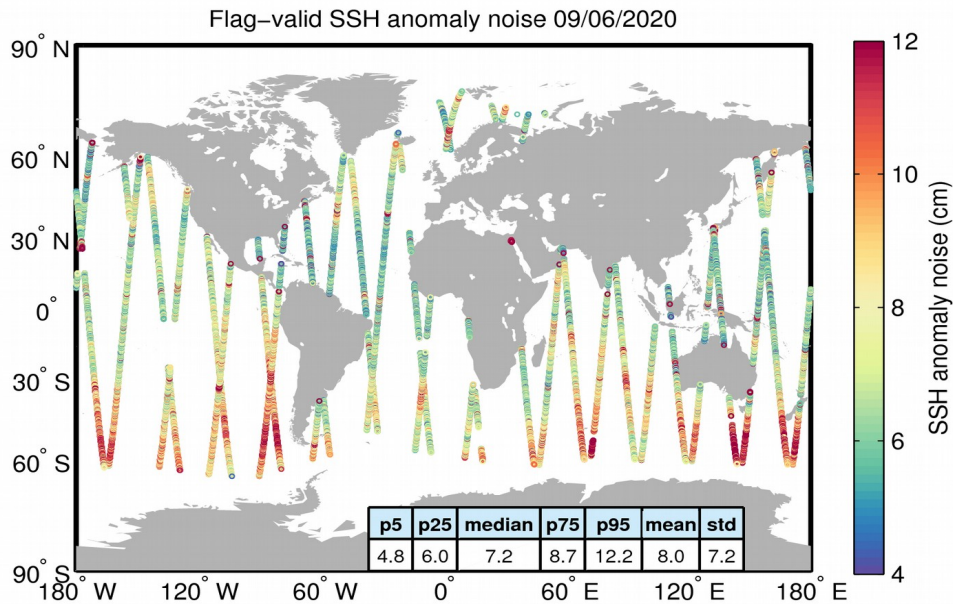 Flag-valid SSH anomaly noise 09/06/2020
90° N
60° N
30° N
0°
30° S
60° S
90° S
180° W
120° W
60° W
0°
60° E
120° E
180° E
12
10
8
6
4
SSH anomaly noise (cm)
p5 p25 median p75 p95 mean std
4.8 6.0 7.2 8.7 12.2 8.0 7.2